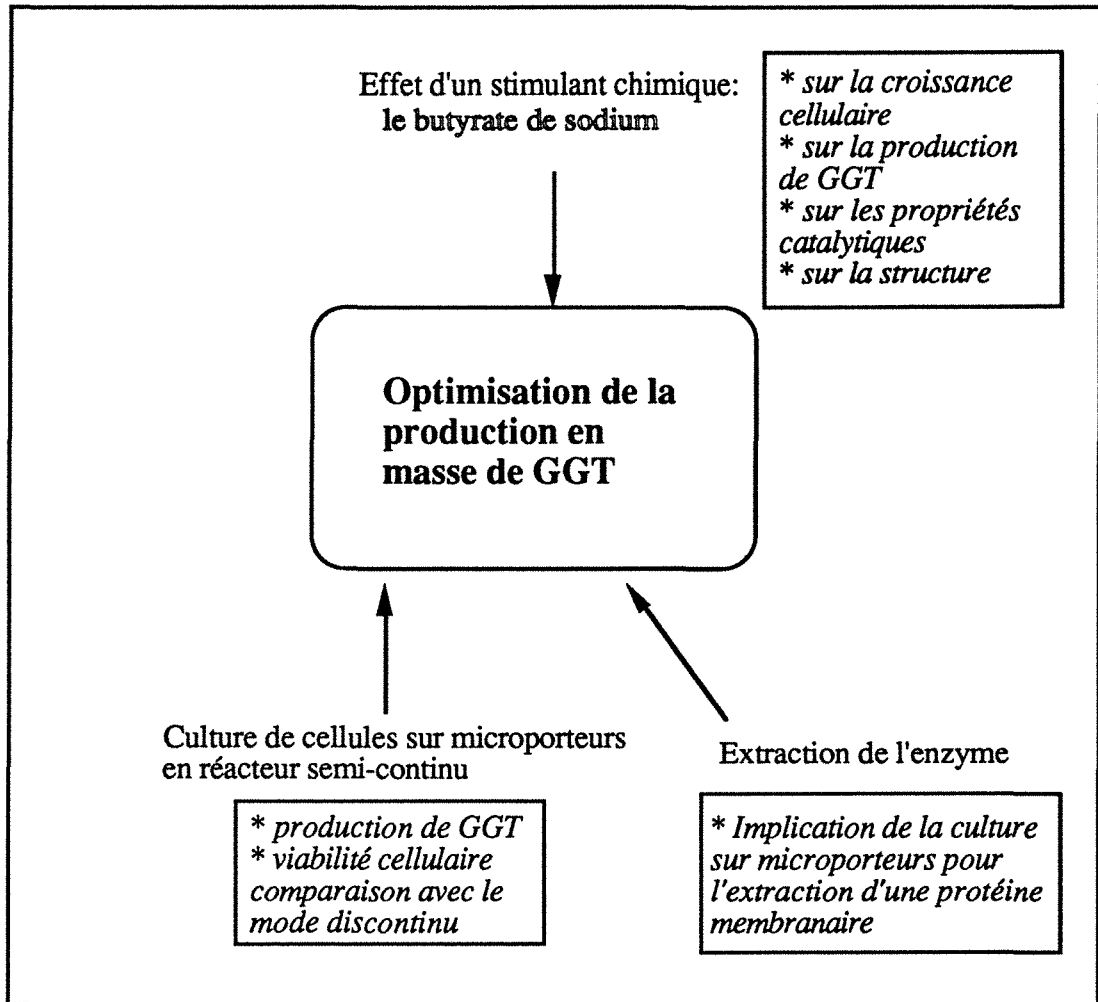 Effet d'un stimulant chimique:
le butyrate de sodium
* sur la croissance
cellulaire
* sur la production
de GGT
* sur les propriétés
catalytiques
* sur la structure
Optimisation de la
production en
masse de GGT
Culture de cellules sur microporteurs
en réacteur semi-continu
* production de GGT
* viabilité cellulaire
comparaison avec le
mode discontinu
Extraction de l'enzyme
* Implication de la culture
sur microporteurs pour
l'extraction d'une protéine
membranaire